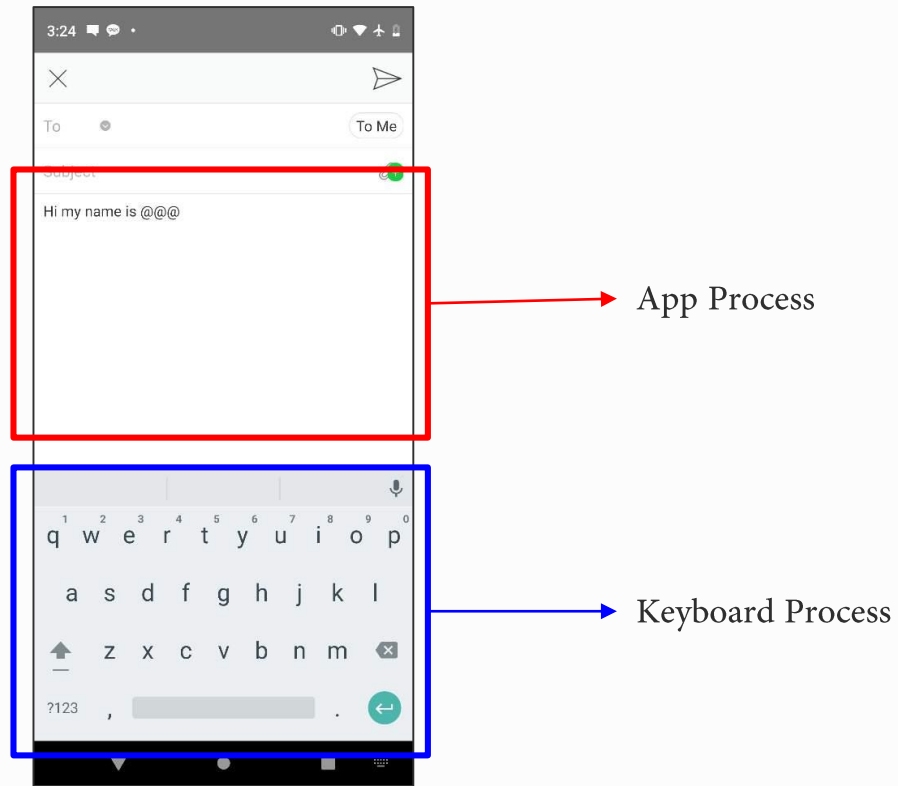 3:24
To
To Me
Subject
Hi my name is @@@
App Process
1 2 3 4 5 6 7 8 9 0
q w e r t y u i o p
a s d f g h j k l
Keyboard Process
z x c v b n m
?123 , .